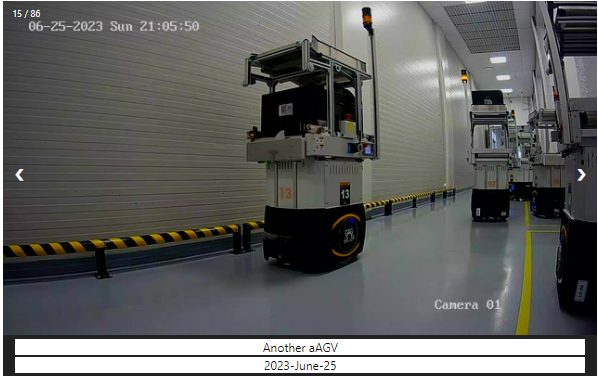 15 / 86
06-25-2023 Sun 21:05:50
13
13
Camera 01
Another aAGV
2023-June-25